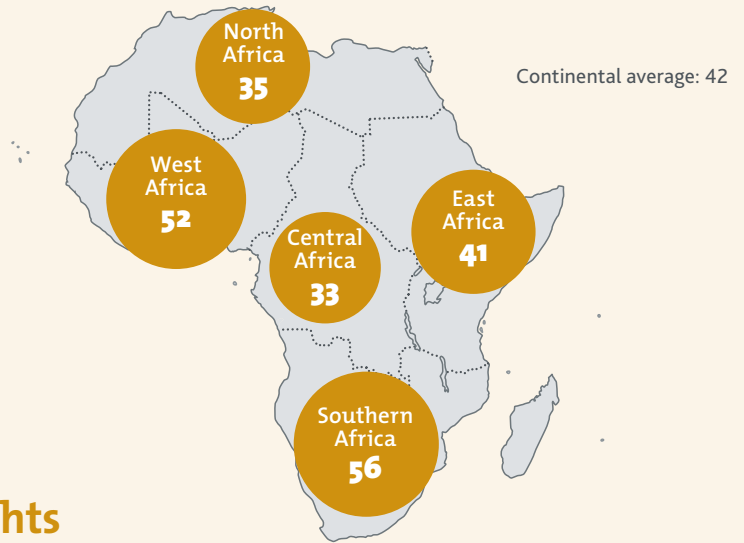 North
Africa
35
Continental average: 42
West
Africa
52
East
Africa
41
Central
Africa
33
Southern
Africa
56
hts